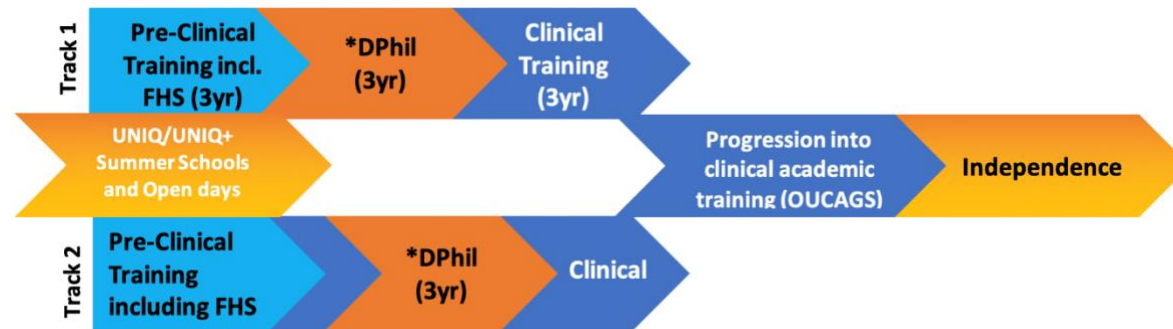 Track 1
Pre-Clinical
Training incl.
FHS (3yr)
*DPhil
(3yr)
Clinical
Training
(3yr)
UNIQ/UNIQ+
Summer Schools
and Open days
Progression into
clinical academic
training (OUCAGS)
Independence
Track 2
Pre-Clinical
Training
including FHS
*DPhil
(3yr)
Clinical